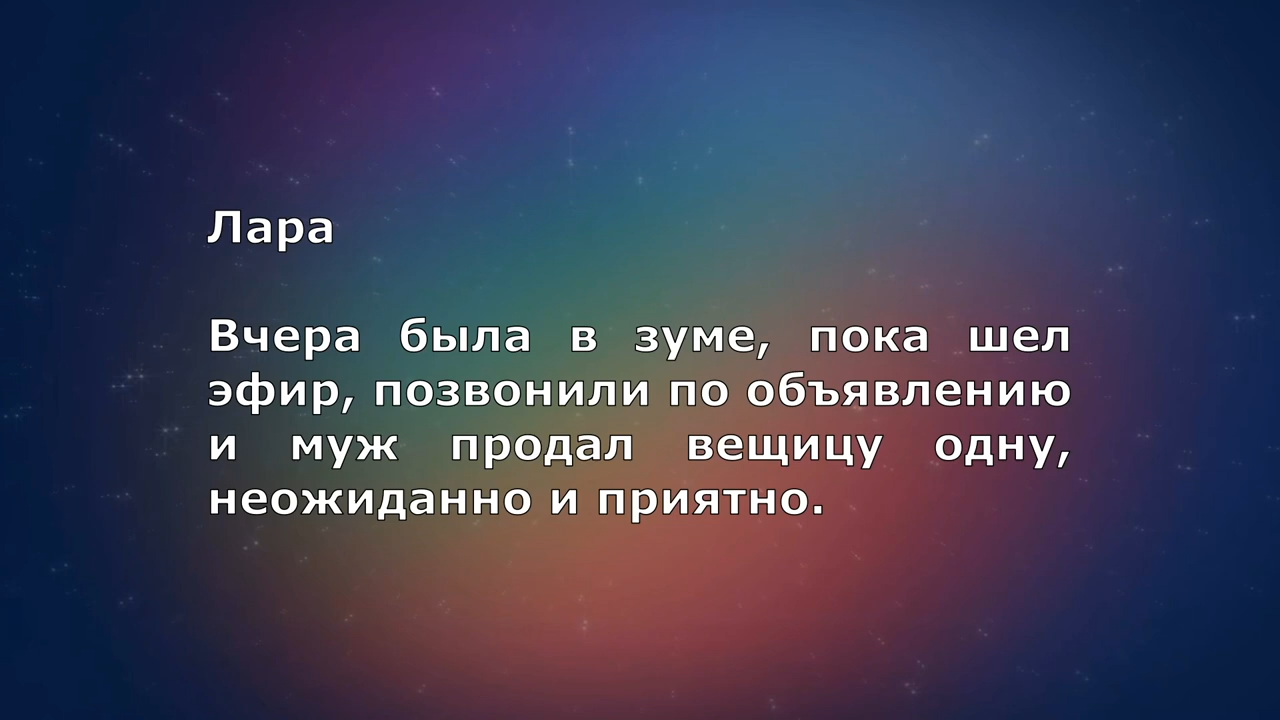 Лара
Вчера была в зуме, пока шел
эфир, позвонили по объявлению
и муж продал вещицу одну,
неожиданно и приятно.